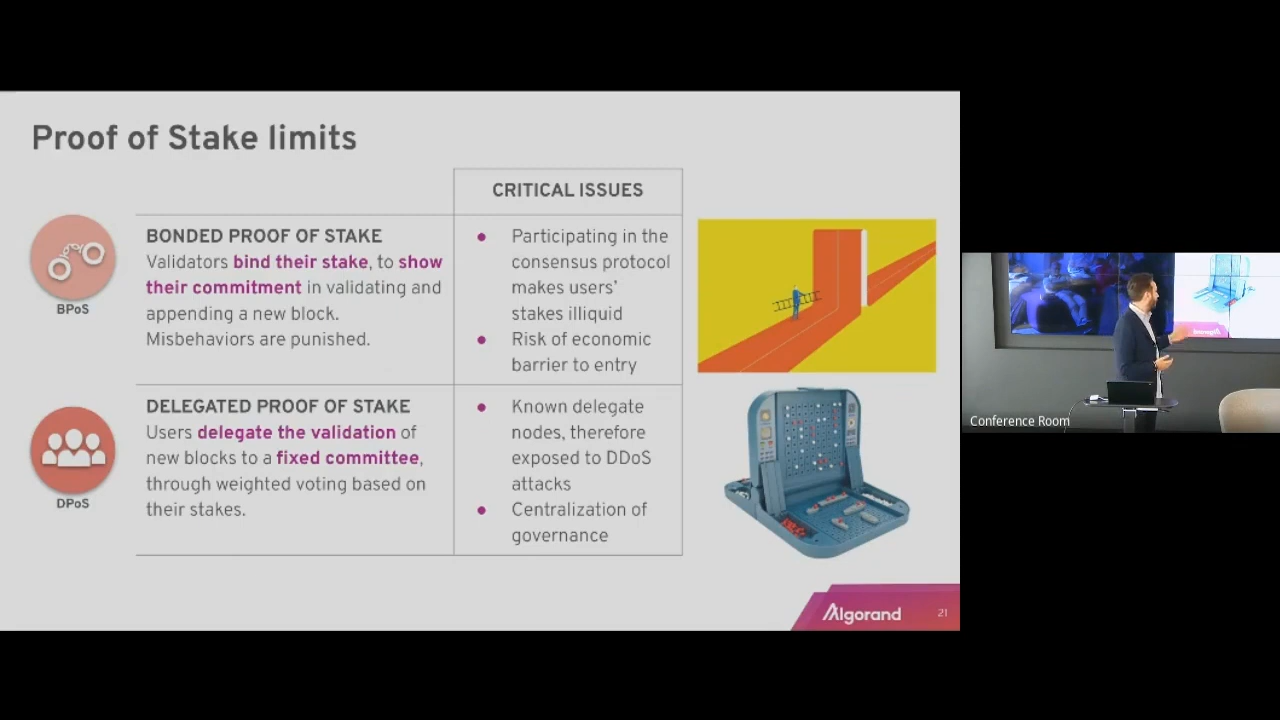 Proof of Stake limits
CRITICAL ISSUES
BPoS
BONDED PROOF OF STAKE
Validators bind their stake, to show
their commitment in validating and
appending a new block.
Misbehaviors are punished.
Participating in the
consensus protocol
makes users'
stakes illiquid
Risk of economic
barrier to entry
DPoS
DELEGATED PROOF OF STAKE
Users delegate the validation of
new blocks to a fixed committee,
through weighted voting based on
their stakes.
Known delegate
nodes, therefore
exposed to DDoS
attacks
Centralization of
governance
Algorand
21
Conference Room